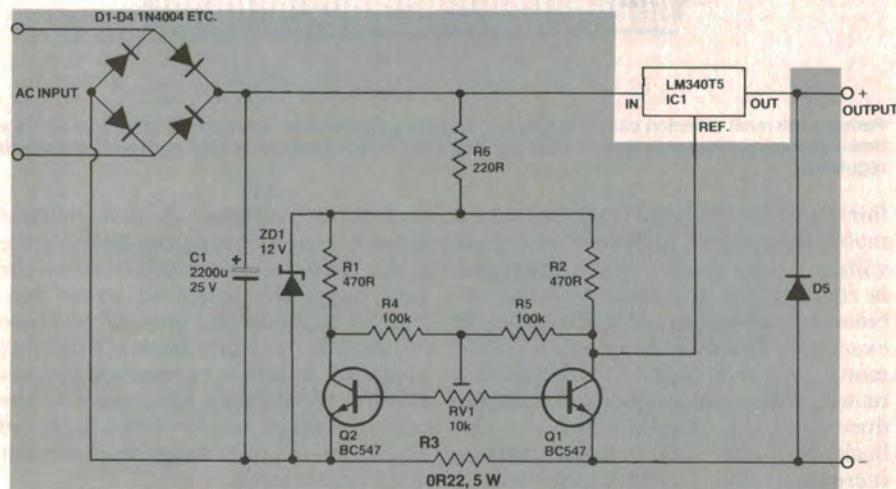 D1-D4 1N4004 ETC.
AC INPUT
LM340T5
IC1
IN
OUT
REF.
+
OUTPUT
R6
220R
ZD1
12 V
C1
2200u
25 V
+
R1
470R
R2
470R
R4
100k
R5
100k
D5
RV1
10k
Q2
BC547
Q1
BC547
R3
0R22, 5 W
–